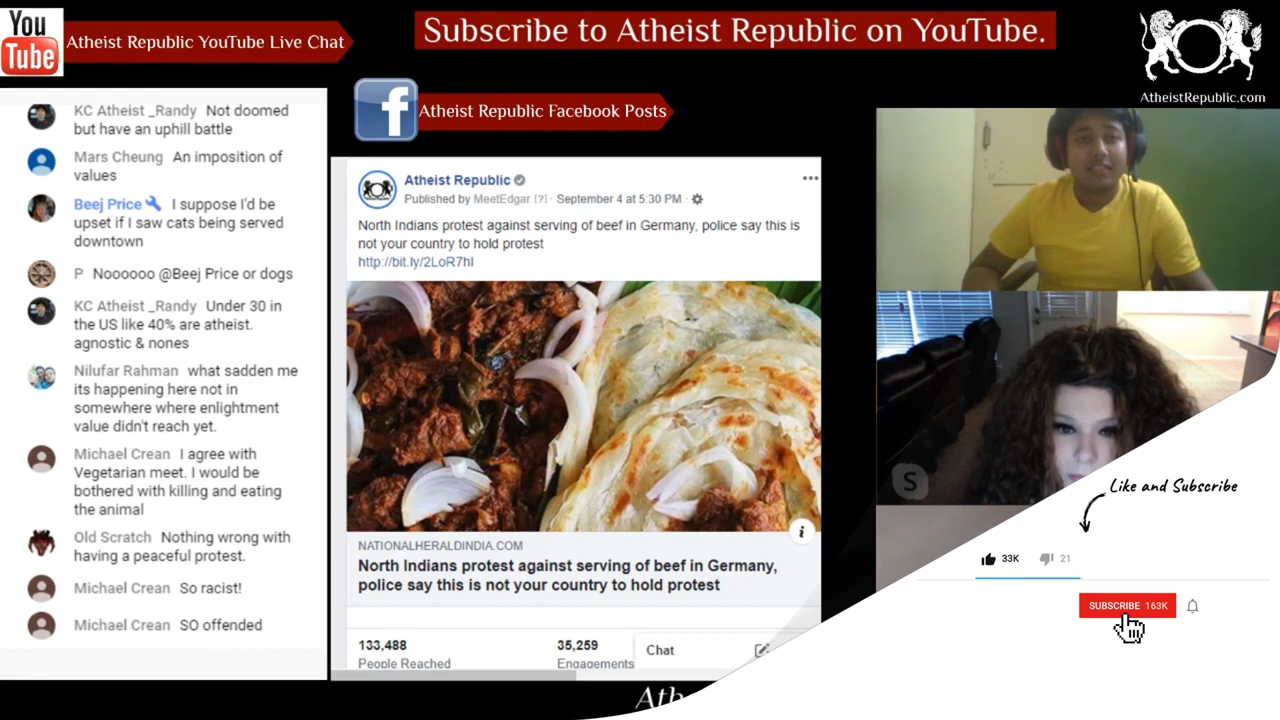 You
Tube
Atheist Republic YouTube Live Chat
Subscribe to Atheist Republic on YouTube.
AtheistRepublic.com
Atheist Republic Facebook Posts
KC Atheist _Randy Not doomed
but have an uphill battle
Mars Cheung An imposition of
values
Beej Price I suppose I'd be
upset if I saw cats being served
downtown
P Noooooo @Beej Price or dogs
KC Atheist _Randy Under 30 in
the US like 40% are atheist.
agnostic & nones
Nilufar Rahman what sadden me
its happening here not in
somewhere where enlightment
value didn't reach yet.
Michael Crean I agree with
Vegetarian meet. I would be
bothered with killing and eating
the animal
Old Scratch Nothing wrong with
having a peaceful protest.
Michael Crean So racist!
Michael Crean SO offended
Atheist Republic
Published by MeetEdgar [?] · September 4 at 5:30 PM ·
North Indians protest against serving of beef in Germany, police say this is
not your country to hold protest
http://bit.ly/2LoR7hI
NATIONALHERALDINDIA.COM
North Indians protest against serving of beef in Germany,
police say this is not your country to hold protest
133,488
People Reached
35,259
Engagements
Chat
S
Like and Subscribe
33K
21
SUBSCRIBE 163K